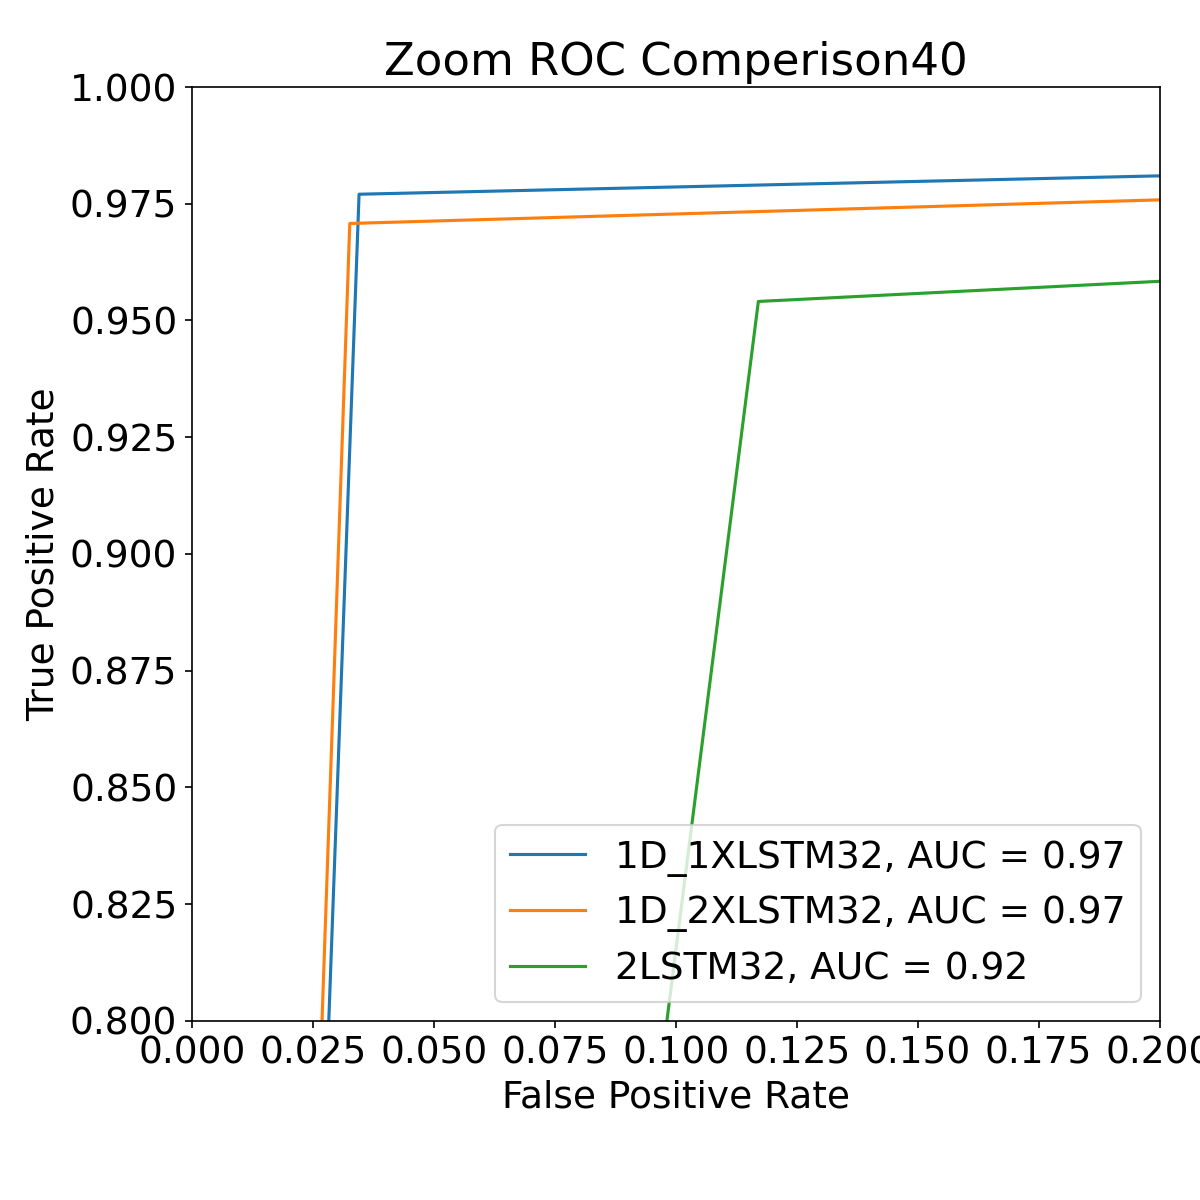 Zoom ROC Comperison40
1.000
0.975
0.950
0.925
0.900
0.875
0.850
0.825
0.800
True Positive Rate
1D_1XLSTM32, AUC = 0.97
1D_2XLSTM32, AUC = 0.97
2LSTM32, AUC = 0.92
0.000 0.025 0.050 0.075 0.100 0.125 0.150 0.175 0.200
False Positive Rate